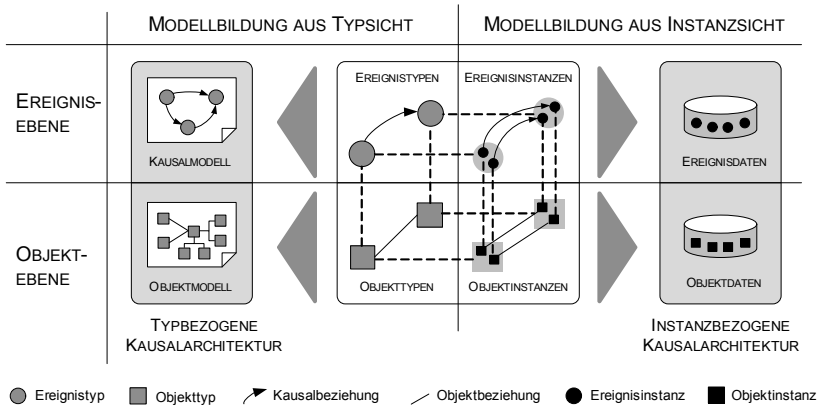 MODELLBILDUNG AUS TYPSICHT
MODELLBILDUNG AUS INSTANZSICHT
EREIGNIS-
EBENE
KAUSALMODELL
EREIGNISTYPEN
EREIGNISINSTANZEN
EREIGNISDATEN
OBJEKT-
EBENE
OBJEKTMODELL
OBJEKTTYPEN
OBJEKTINSTANZEN
OBJEKTDATEN
TYPBEZOGENE
KAUSALARCHITEKTUR
INSTANZBEZOGENE
KAUSALARCHITEKTUR
Ereignistyp
Objekttyp
Kausalbeziehung
Objektbeziehung
Ereignisinstanz
Objektinstanz